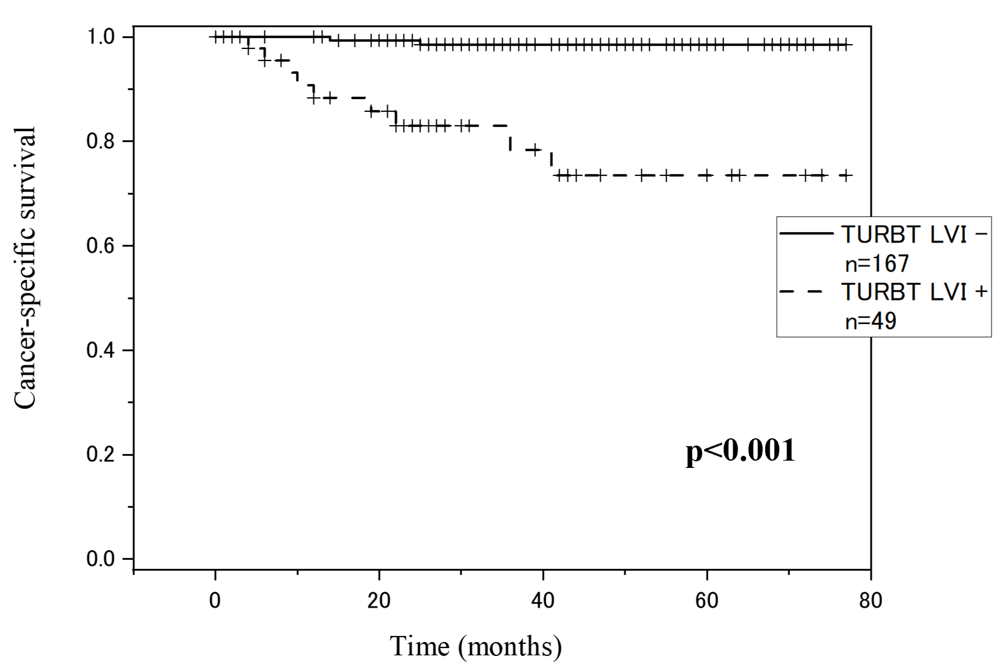 Cancer-specific survival
1.0
0.8
0.6
0.4
0.2
0.0
TURBT LVI −
n=167
TURBT LVI +
n=49
p<0.001
0 20 40 60 80
Time (months)